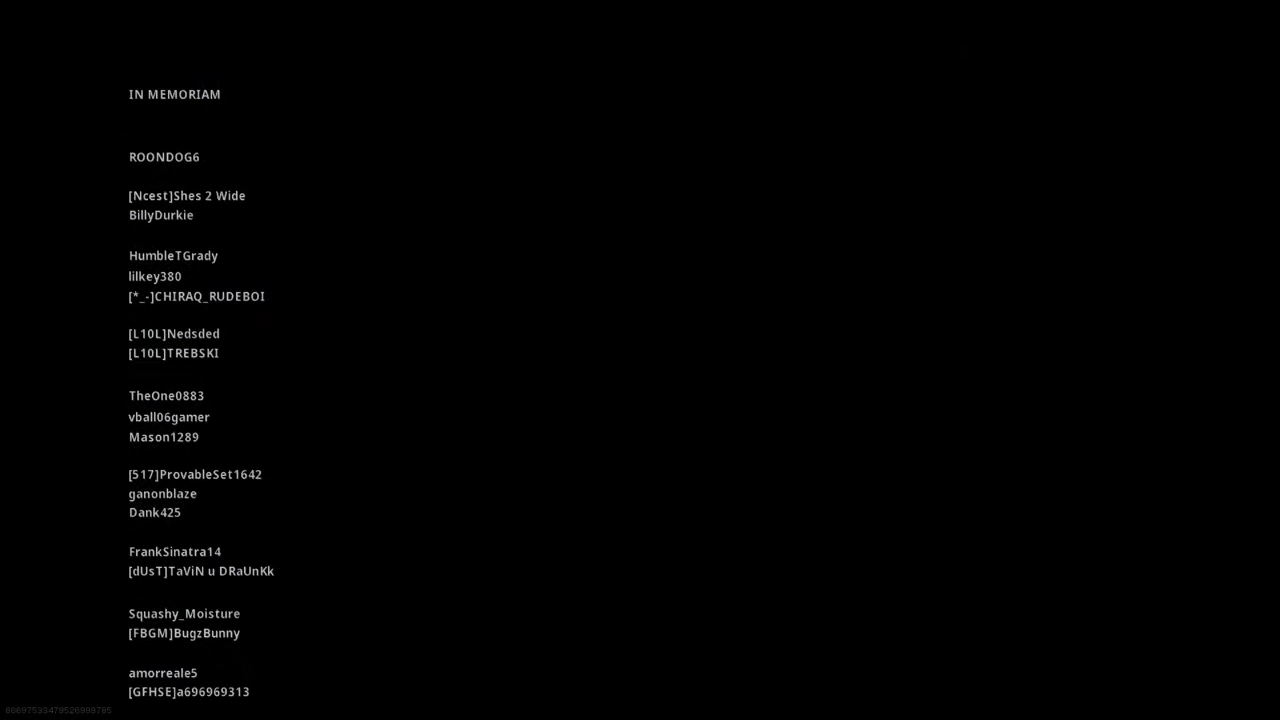 IN MEMORIAM
ROONDOG6
[Ncest]Shes 2 Wide
BillyDurkie
HumbleTGrady
lilkey380
[*_-]CHIRAQ_RUDEBOI
[L10L]Nedsded
[L10L]TREBSKI
TheOne0883
vball06gamer
Mason1289
[517]ProvableSet1642
ganonblaze
Dank425
FrankSinatra14
[dUsT]TaViN u DRaUnKk
Squashy_Moisture
[FBGM]BugzBunny
amorreale5
[GFHSE]a696969313